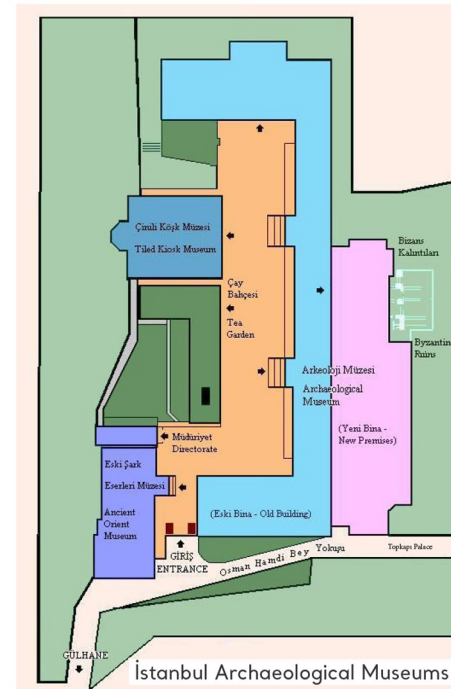 Çinili Köşk Müzesi
Tiled Kiosk Museum
Bizans
Kalıntıları
Çay
Bahçesi
Tea
Garden
Byzantin
Ruins
Arkeoloji Müzesi
Archaeological
Museum
(Yeni Bina -
New Premises)
Müdüriyet
Directorate
Eski Şark
Eserleri Müzesi
Ancient
Orient
Museum
(Eski Bina - Old Building)
GİRİŞ
ENTRANCE
Osman Hamdi Bey Yokuşu
Topkapı Palace
GÜLHANE
İstanbul Archaeological Museums